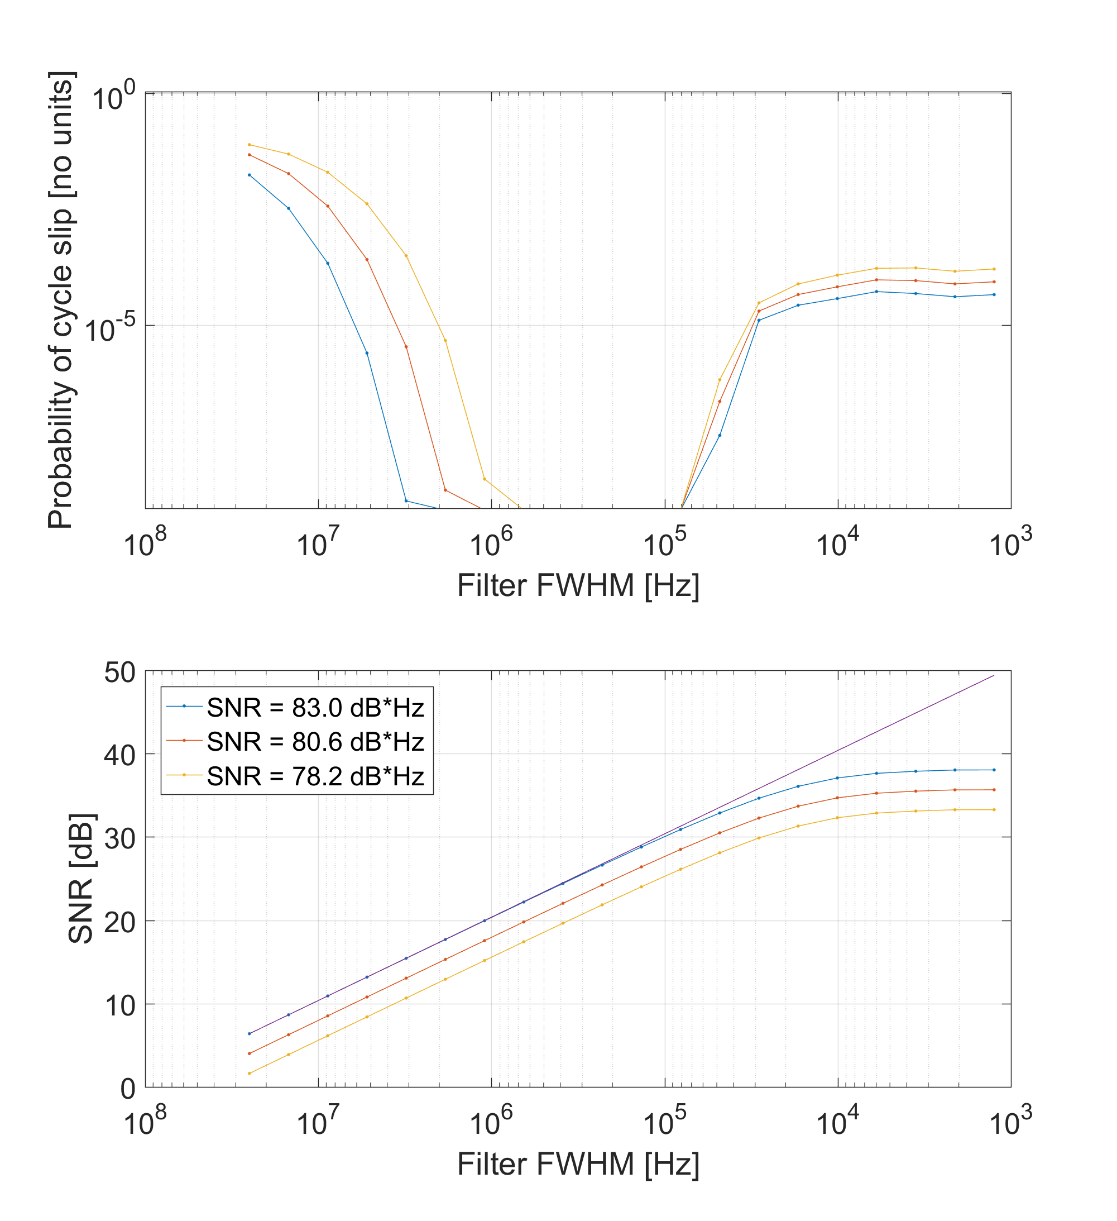 Probability of cycle slip [no units]
10^0
10^-5
10^8 10^7 10^6 10^5 10^4 10^3
Filter FWHM [Hz]
SNR [dB]
50
40
30
20
10
0
SNR = 83.0 dB*Hz
SNR = 80.6 dB*Hz
SNR = 78.2 dB*Hz
10^8 10^7 10^6 10^5 10^4 10^3
Filter FWHM [Hz]